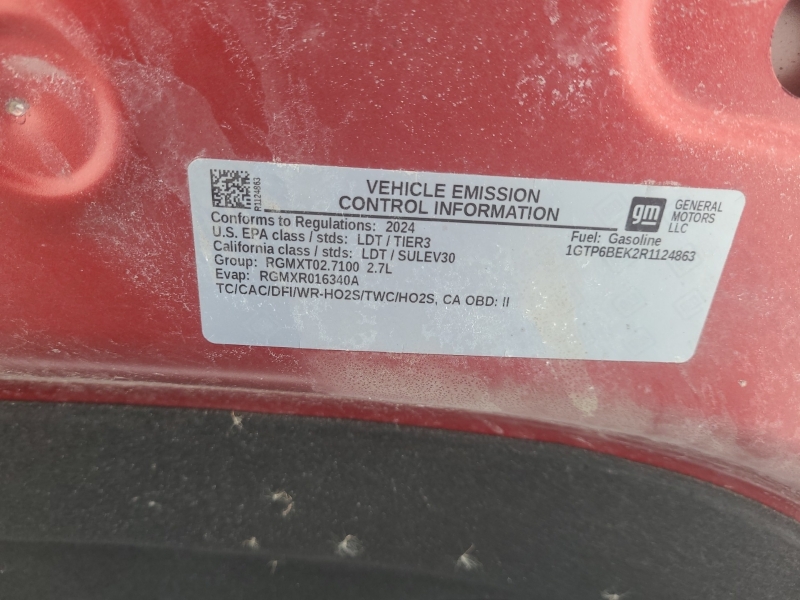 R1124863
VEHICLE EMISSION
CONTROL INFORMATION
gm
GENERAL
MOTORS
LLC
Conforms to Regulations: 2024
U.S. EPA class / stds: LDT / TIER3
California class / stds: LDT / SULEV30
Group: RGMXT02.7100 2.7L
Evap: RGMXR016340A
TC/CAC/DFI/WR-HO2S/TWC/HO2S, CA OBD: II
Fuel: Gasoline
1GTP6BEK2R1124863